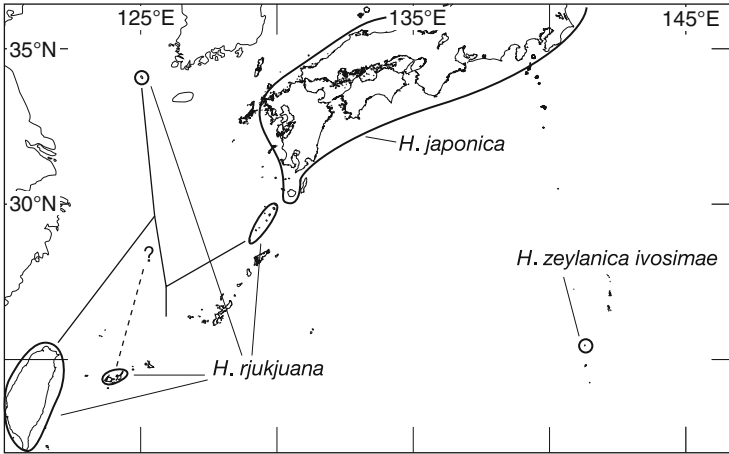 125°E
135°E
145°E
35°N
H. japonica
30°N
?
H. zeylanica ivosimae
H. rjukjuana